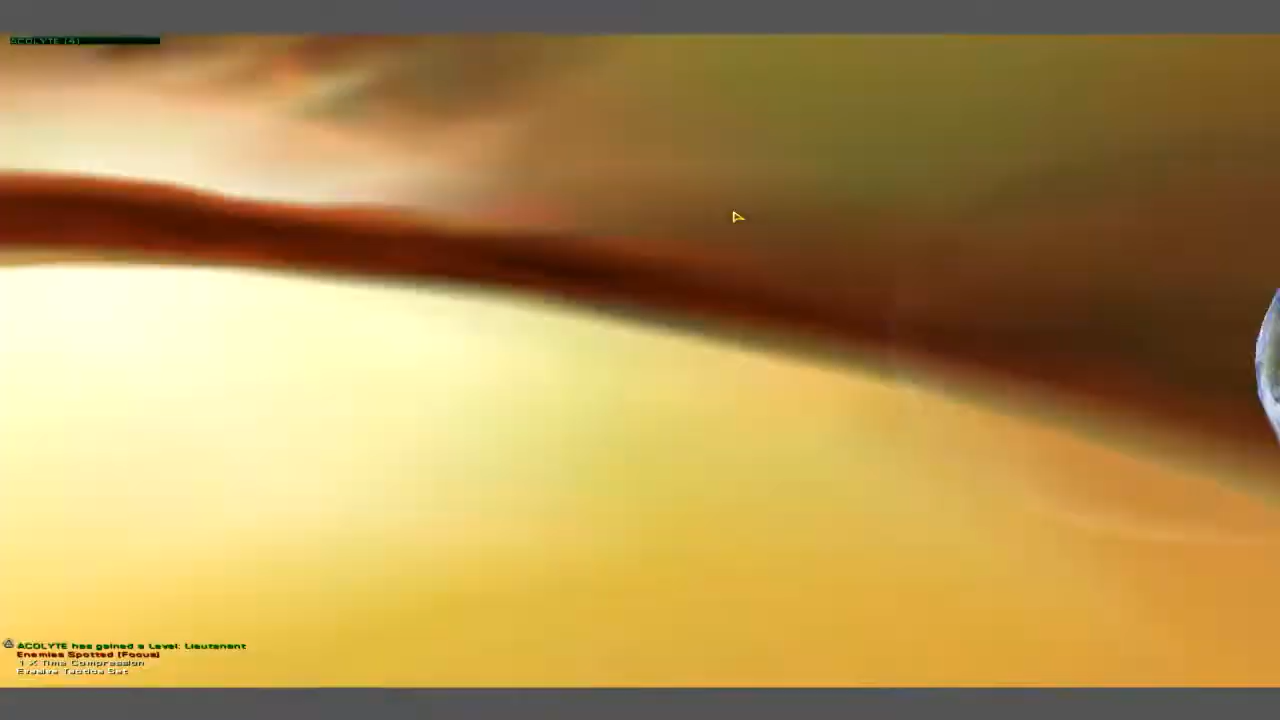 ACOLYTE (4)
ACOLYTE has gained a Level: Lieutenant
Enemies Spotted [Focus]
1 X Time Compression
Evasive Tactics Set